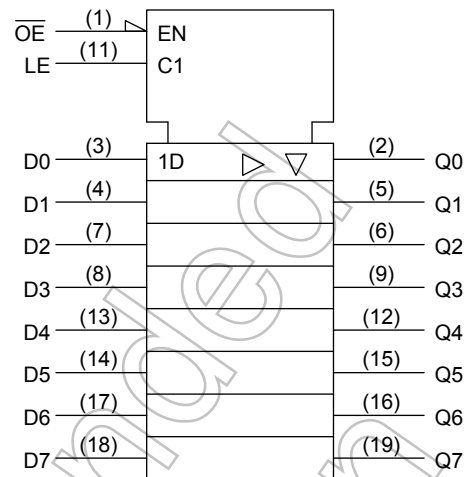 OE (1) EN
LE (11) C1
D0 (3) 1D (2) Q0
D1 (4) (5) Q1
D2 (7) (6) Q2
D3 (8) (9) Q3
D4 (13) (12) Q4
D5 (14) (15) Q5
D6 (17) (16) Q6
D7 (18) (19) Q7